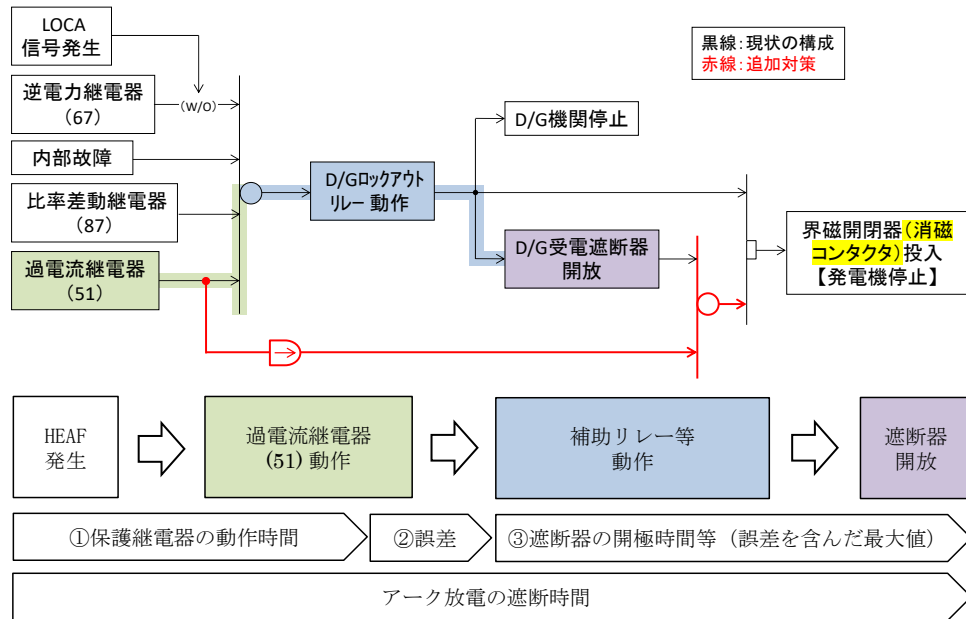 LOCA
信号発生
黒線：現状の構成
赤線：追加対策
逆電力継電器
（67）
（W/O）
D/G機関停止
内部故障
D/Gロックアウト
リレー 動作
比率差動継電器
（87）
界磁開閉器（消磁
コンタクタ）投入
【発電機停止】
D/G受電遮断器
開放
過電流継電器
（51）
HEAF
発生
過電流継電器
(51) 動作
補助リレー等
動作
遮断器
開放
①保護継電器の動作時間
②誤差
③遮断器の開極時間等（誤差を含んだ最大値）
アーク放電の遮断時間